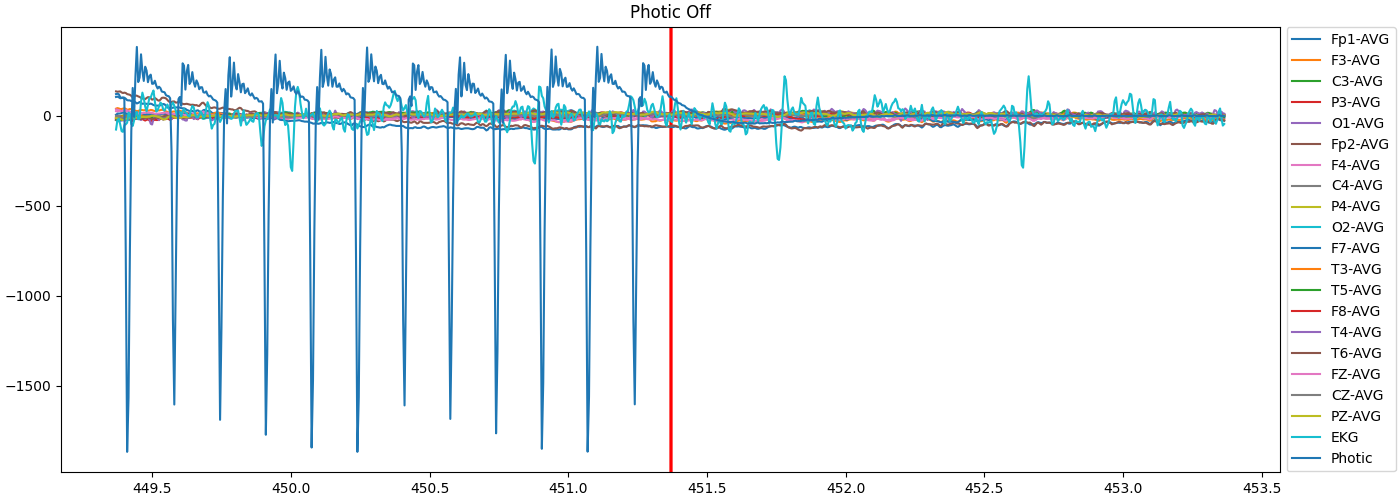 Photic Off
0
−500
−1000
−1500
449.5 450.0 450.5 451.0 451.5 452.0 452.5 453.0 453.5
Fp1-AVG
F3-AVG
C3-AVG
P3-AVG
O1-AVG
Fp2-AVG
F4-AVG
C4-AVG
P4-AVG
O2-AVG
F7-AVG
T3-AVG
T5-AVG
F8-AVG
T4-AVG
T6-AVG
FZ-AVG
CZ-AVG
PZ-AVG
EKG
Photic